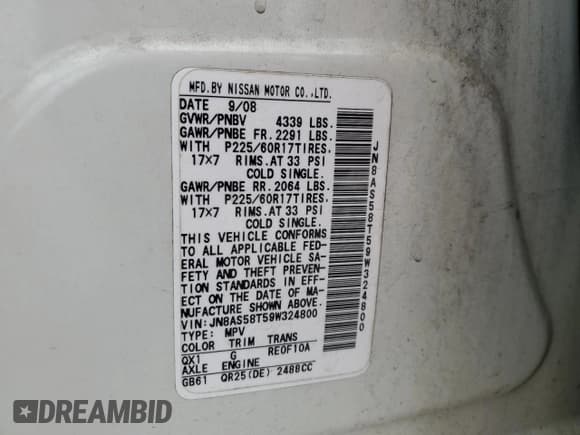 MFD.BY NISSAN MOTOR CO.,LTD.
DATE 9/08
GVWR/PNBV 4339 LBS.
GAWR/PNBE FR. 2291 LBS.
WITH P225/60R17TIRES,
17×7 RIMS.AT 33 PSI
COLD SINGLE.
GAWR/PNBE RR. 2064 LBS.
WITH P225/60R17TIRES,
17×7 RIMS.AT 33 PSI
COLD SINGLE.
THIS VEHICLE CONFORMS
TO ALL APPLICABLE FED-
ERAL MOTOR VEHICLE SA-
FETY AND THEFT PREVEN-
TION STANDARDS IN EFF-
ECT ON THE DATE OF MA-
NUFACTURE SHOWN ABOVE.
VIN:JN8AS58T59W324800
TYPE: MPV
COLOR TRIM TRANS
QX1 G RE0F10A
AXLE ENGINE
GB61 QR25(DE) 2488CC
JN8AS58T59W324800
DREAMBID